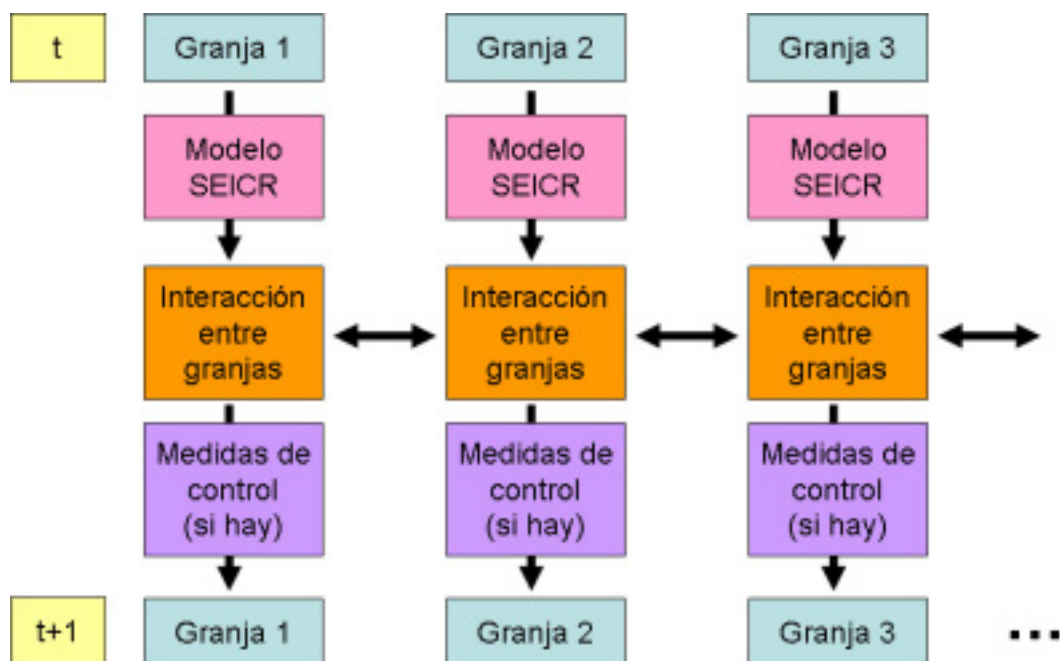 t
Granja 1
Granja 2
Granja 3
Modelo
SEICR
Modelo
SEICR
Modelo
SEICR
Interacción
entre
granjas
Interacción
entre
granjas
Interacción
entre
granjas
Medidas de
control
(si hay)
Medidas de
control
(si hay)
Medidas de
control
(si hay)
t+1
Granja 1
Granja 2
Granja 3
...